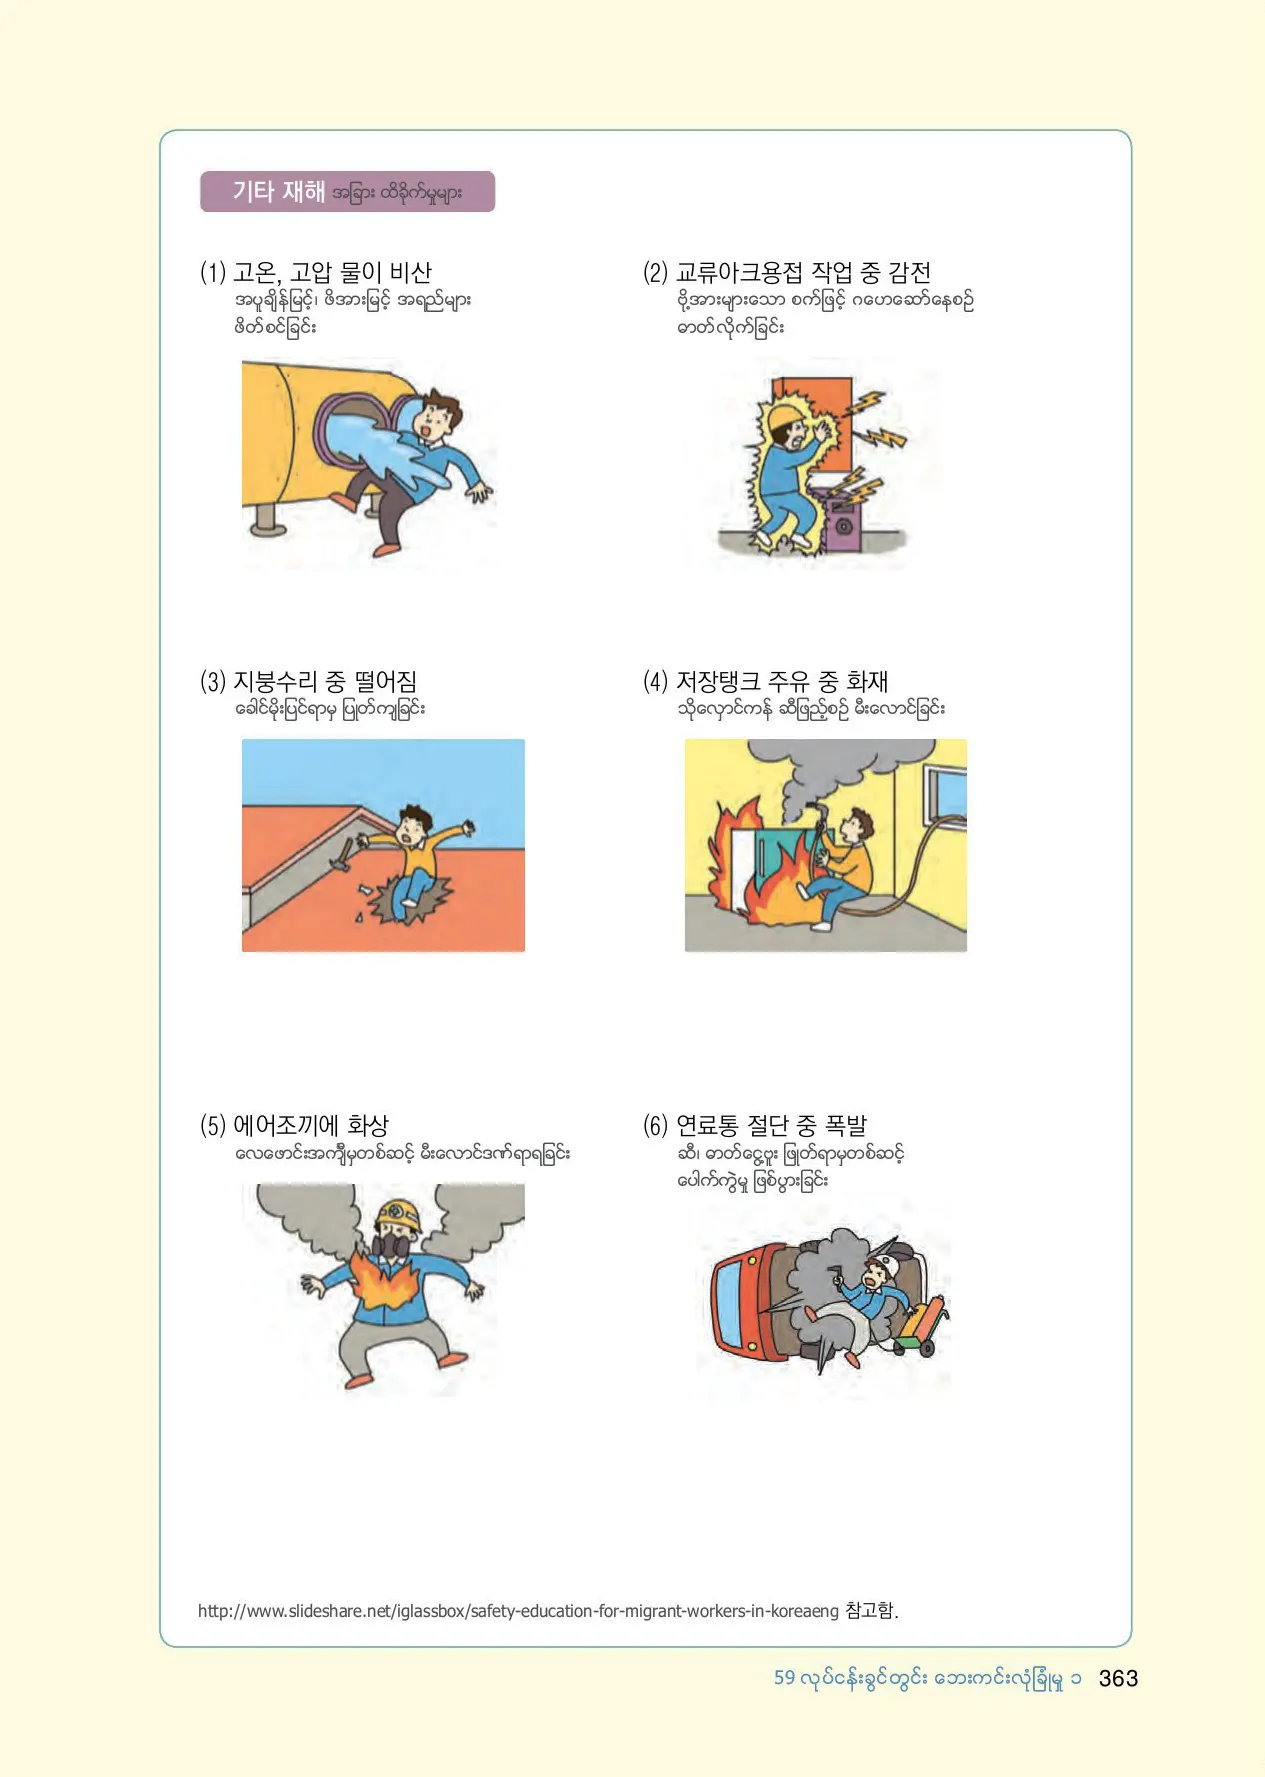 기타 재해 အခြား ထိခိုက်မှုများ
(1) 고온, 고압 물이 비산
အပူချိန်မြင့်၊ ဖိအားမြင့် အရည်များ
ဖိတ်စင်ခြင်း
(2) 교류아크용접 작업 중 감전
ဗို့အားများသော စက်ဖြင့် ဂဟေဆော်နေစဉ်
ဓာတ်လိုက်ခြင်း
(3) 지붕수리 중 떨어짐
ခေါင်မိုးပြင်ရာမှ ပြုတ်ကျခြင်း
(4) 저장탱크 주유 중 화재
သိုလှောင်ကန် ဆီဖြည့်စဉ် မီးလောင်ခြင်း
(5) 에어조끼에 화상
လေဖောင်းအင်္ကျီမှတစ်ဆင့် မီးလောင်ဒဏ်ရာရခြင်း
(6) 연료통 절단 중 폭발
ဆီ၊ ဓာတ်ငွေ့ဗူး ဖြုတ်ရာမှတစ်ဆင့်
ပေါက်ကွဲမှု ဖြစ်ပွားခြင်း
http://www.slideshare.net/iglassbox/safety-education-for-migrant-workers-in-koreaeng 참고함.
59 လုပ်ငန်းခွင်တွင်း ဘေးကင်းလုံခြုံမှု ၁ 363